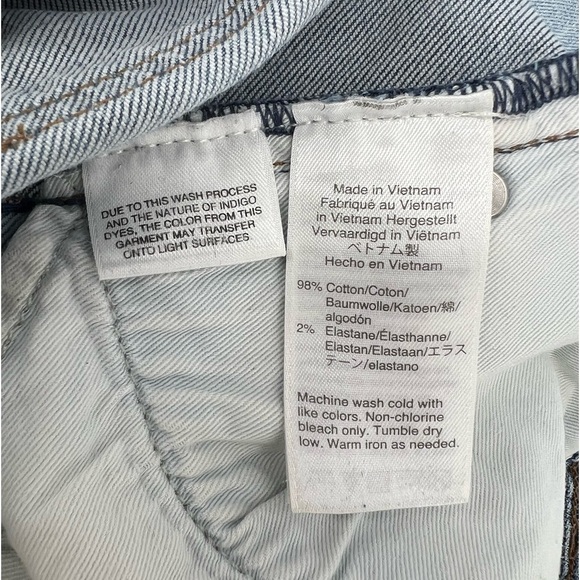 DUE TO THIS WASH PROCESS
AND THE NATURE OF INDIGO
DYES, THE COLOR FROM THIS
GARMENT MAY TRANSFER
ONTO LIGHT SURFACES.
Made in Vietnam
Fabriqué au Vietnam
in Vietnam Hergestellt
Vervaardigd in Viêtnam
ベトナム製
Hecho en Vietnam
98% Cotton/Coton/
Baumwolle/Katoen/綿/
algodón
2% Elastane/Élasthanne/
Elastan/Elastaan/エラス
テーン/elastano
Machine wash cold with
like colors. Non-chlorine
bleach only. Tumble dry
low. Warm iron as needed.